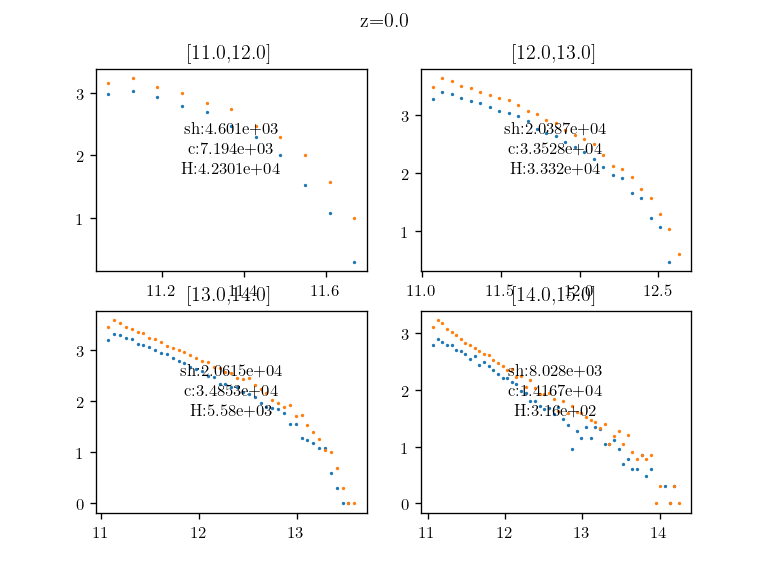 z=0.0
[11.0,12.0]
3
2
1
sh:4.601e+03
c:7.194e+03
H:4.2301e+04
11.2
11.4
11.6
[12.0,13.0]
3
2
1
sh:2.0387e+04
c:3.3528e+04
H:3.332e+04
11.0
11.5
12.0
12.5
[13.0,14.0]
3
2
1
0
sh:2.0615e+04
c:3.4853e+04
H:5.58e+03
11
12
13
[14.0,15.0]
3
2
1
0
sh:8.028e+03
c:1.4167e+04
H:3.16e+02
11
12
13
14